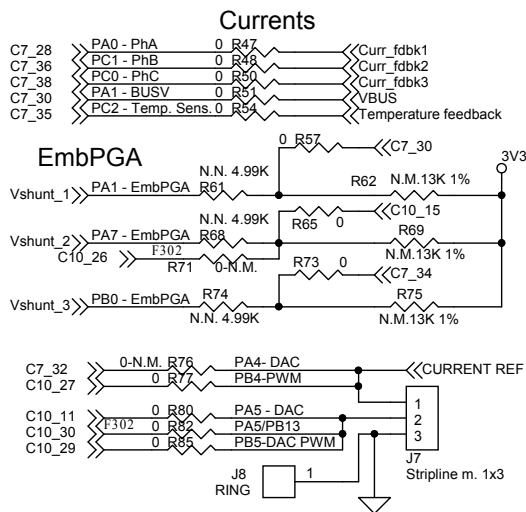 Currents
C7_28 PA0 - PhA 0 R47 Curr_fdbk1
C7_36 PC1 - PhB 0 R48 Curr_fdbk2
C7_38 PC0 - PhC 0 R50 Curr_fdbk3
C7_30 PA1 - BUSV 0 R51 VBUS
C7_35 PC2 - Temp. Sens. 0 R54 Temperature feedback
EmbPGA
0 R57 C7_30
3V3
N.N. 4.99K
Vshunt_1 PA1 - EmbPGA R61 R62 N.M.13K 1%
N.N. 4.99K
R65 0 C10_15
Vshunt_2 PA7 - EmbPGA R68 R69
N.M.13K 1%
C10_26 F302 R71 0-N.M.
R73 0 C7_34
Vshunt_3 PB0 - EmbPGA R74 R75
N.N. 4.99K N.M.13K 1%
C7_32 0-N.M. R76 PA4- DAC CURRENT REF
C10_27 0 R77 PB4-PWM
C10_11 0 R80 PA5 - DAC
C10_30 F302 0 R82 PA5/PB13
C10_29 0 R85 PB5-DAC PWM
1
2
3
J7
Stripline m. 1x3
J8
RING
1